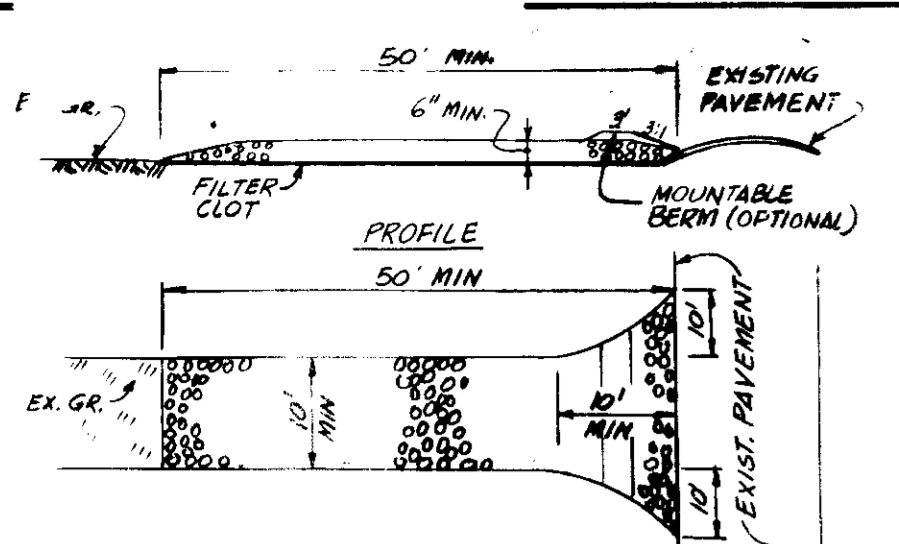 50' MIN.
EXISTING
PAVEMENT
6" MIN.
3:1
FILTER
CLOT
MOUNTABLE
BERM (OPTIONAL)
PROFILE
50' MIN
10'
EX. GR.
10'
MIN
10'
MIN
10'
EXIST. PAVEMENT